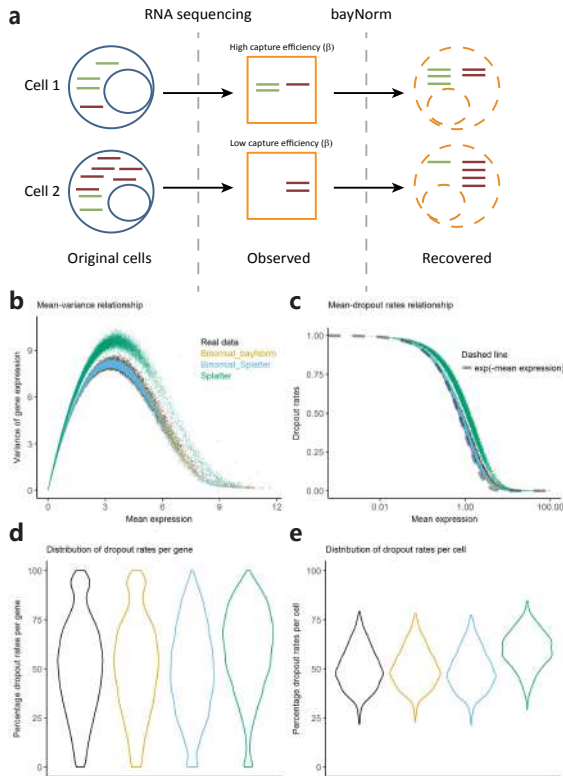 a
RNA sequencing
bayNorm
High capture efficiency (β)
Cell 1
Low capture efficiency (β)
Cell 2
Original cells
Observed
Recovered
b
Mean-variance relationship
Variance of gene expression
9
6
3
0
0
3
6
9
12
Mean expression
Real data
Binomial_bayNorm
Binomial_Splatter
Splatter
c
Mean-dropout rates relationship
Dropout rates
1.00
0.75
0.50
0.25
0.00
0.01
1.00
100.00
Mean expression
Dashed line
exp(-mean expression)
d
Distribution of dropout rates per gene
Percentage dropout rates per gene
100
75
50
25
0
e
Distribution of dropout rates per cell
Percentage dropout rates per cell
100
75
50
25
0